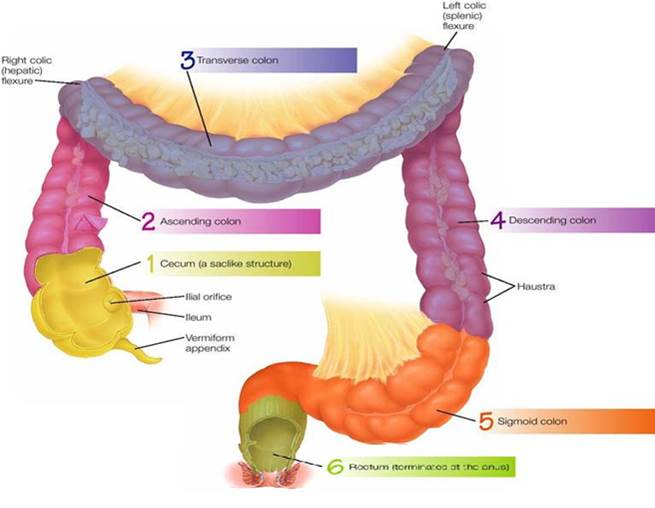 Left colic
(splenic)
flexure
Right colic
(hepatic)
flexure
3 Transverse colon
2 Ascending colon
4 Descending colon
1 Cecum (a saclike structure)
Ilial orifice
Ileum
Haustra
Vermiform
appendix
5 Sigmoid colon
6 Rectum (terminates at the anus)